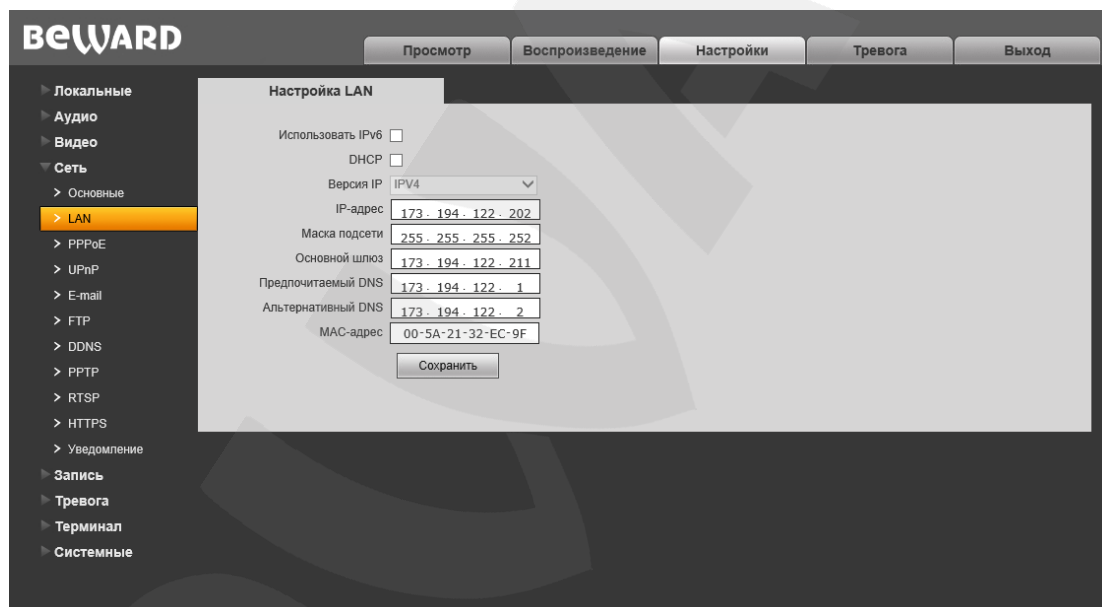 BEWARD
Просмотр Воспроизведение Настройки Тревога Выход
Локальные
Аудио
Видео
Сеть
Основные
LAN
PPPoE
UPnP
E-mail
FTP
DDNS
PPTP
RTSP
HTTPS
Уведомление
Запись
Тревога
Терминал
Системные
Настройка LAN
Использовать IPv6
DHCP
Версия IP IPV4
IP-адрес 173. 194. 122. 202
Маска подсети 255. 255. 255. 252
Основной шлюз 173. 194. 122. 211
Предпочитаемый DNS 173. 194. 122. 1
Альтернативный DNS 173. 194. 122. 2
MAC-адрес 00-5A-21-32-EC-9F
Сохранить